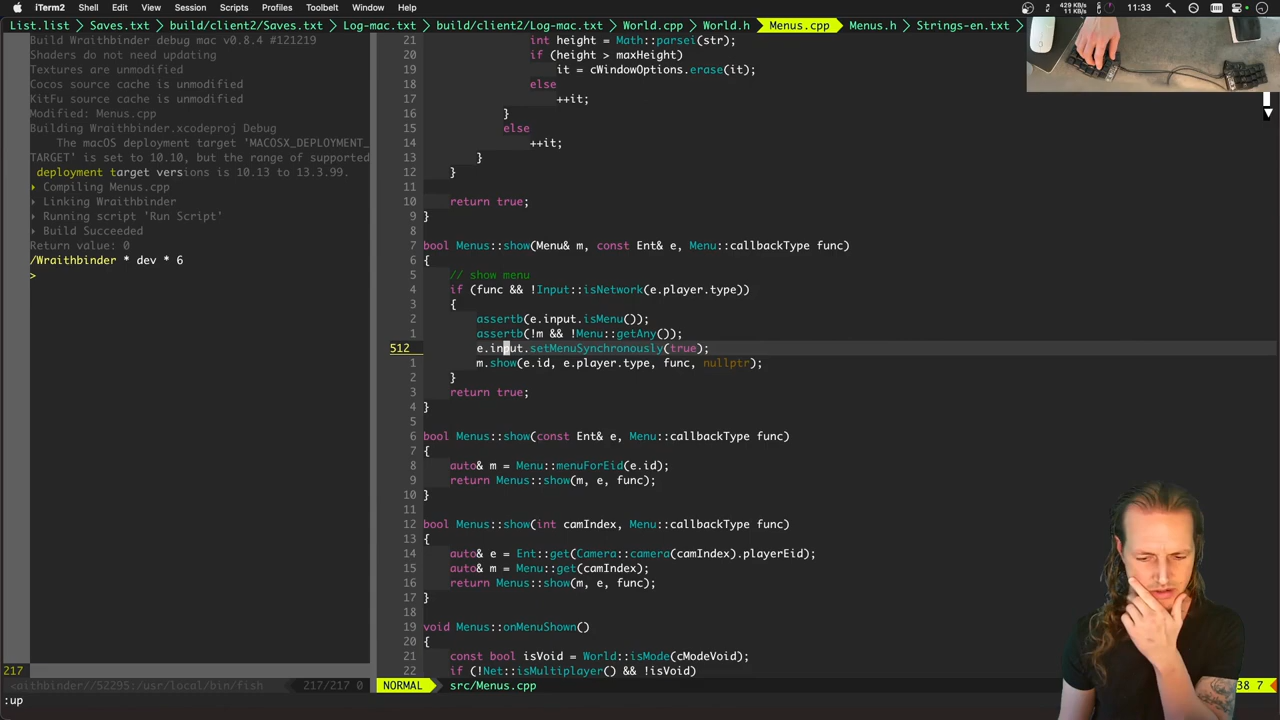 iTerm2 Shell Edit View Session Scripts Profiles Toolbelt Window Help 429 KB/s 11 KB/s 11:33
List.list Saves.txt build/client2/Saves.txt Log-mac.txt build/client2/Log-mac.txt World.cpp World.h Menus.cpp Menus.h Strings-en.txt
Build Wraithbinder debug mac v0.8.4 #121219
Shaders do not need updating
Textures are unmodified
Cocos source cache is unmodified
KitFu source cache is unmodified
Modified: Menus.cpp
Building Wraithbinder.xcodeproj Debug
The macOS deployment target 'MACOSX_DEPLOYMENT_
TARGET' is set to 10.10, but the range of supported
deployment target versions is 10.13 to 13.3.99.
Compiling Menus.cpp
Linking Wraithbinder
Running script 'Run Script'
Build Succeeded
Return value: 0
/Wraithbinder * dev * 6
>
217
aithbinder//52295:/usr/local/bin/fish 217/217 0
21 int height = Math::parsei(str);
20 if (height > maxHeight)
19 it = cWindowOptions.erase(it);
18 else
17 ++it;
16 }
15 else
14 ++it;
13 }
12 }
11
10 return true;
9 }
8
7 bool Menus::show(Menu& m, const Ent& e, Menu::callbackType func)
6 {
5 // show menu
4 if (func && !Input::isNetwork(e.player.type))
3 {
2 assertb(e.input.isMenu());
1 assertb(!m && !Menu::getAny());
512 e.input.setMenuSynchronously(true);
1 m.show(e.id, e.player.type, func, nullptr);
2 }
3 return true;
4 }
5
6 bool Menus::show(const Ent& e, Menu::callbackType func)
7 {
8 auto& m = Menu::menuForEid(e.id);
9 return Menus::show(m, e, func);
10 }
11
12 bool Menus::show(int camIndex, Menu::callbackType func)
13 {
14 auto& e = Ent::get(Camera::camera(camIndex).playerEid);
15 auto& m = Menu::get(camIndex);
16 return Menus::show(m, e, func);
17 }
18
19 void Menus::onMenuShown()
20 {
21 const bool isVoid = World::isMode(cModeVoid);
22 if (!Net::isMultiplayer() && !isVoid)
NORMAL src/Menus.cpp 38 7
:up